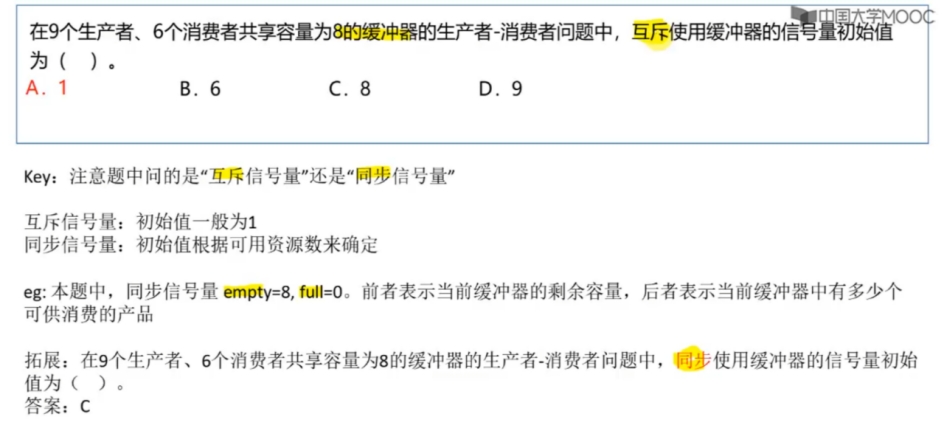 中国大学MOOC
在9个生产者、6个消费者共享容量为8的缓冲器的生产者-消费者问题中，互斥使用缓冲器的信号量初始值
为（ ）。
A. 1 B. 6 C. 8 D. 9
Key：注意题中问的是“互斥信号量”还是“同步信号量”
互斥信号量：初始值一般为1
同步信号量：初始值根据可用资源数来确定
eg: 本题中，同步信号量 empty=8, full=0。前者表示当前缓冲器的剩余容量，后者表示当前缓冲器中有多少个
可供消费的产品
拓展：在9个生产者、6个消费者共享容量为8的缓冲器的生产者-消费者问题中，同步使用缓冲器的信号量初始
值为（ ）。
答案：C